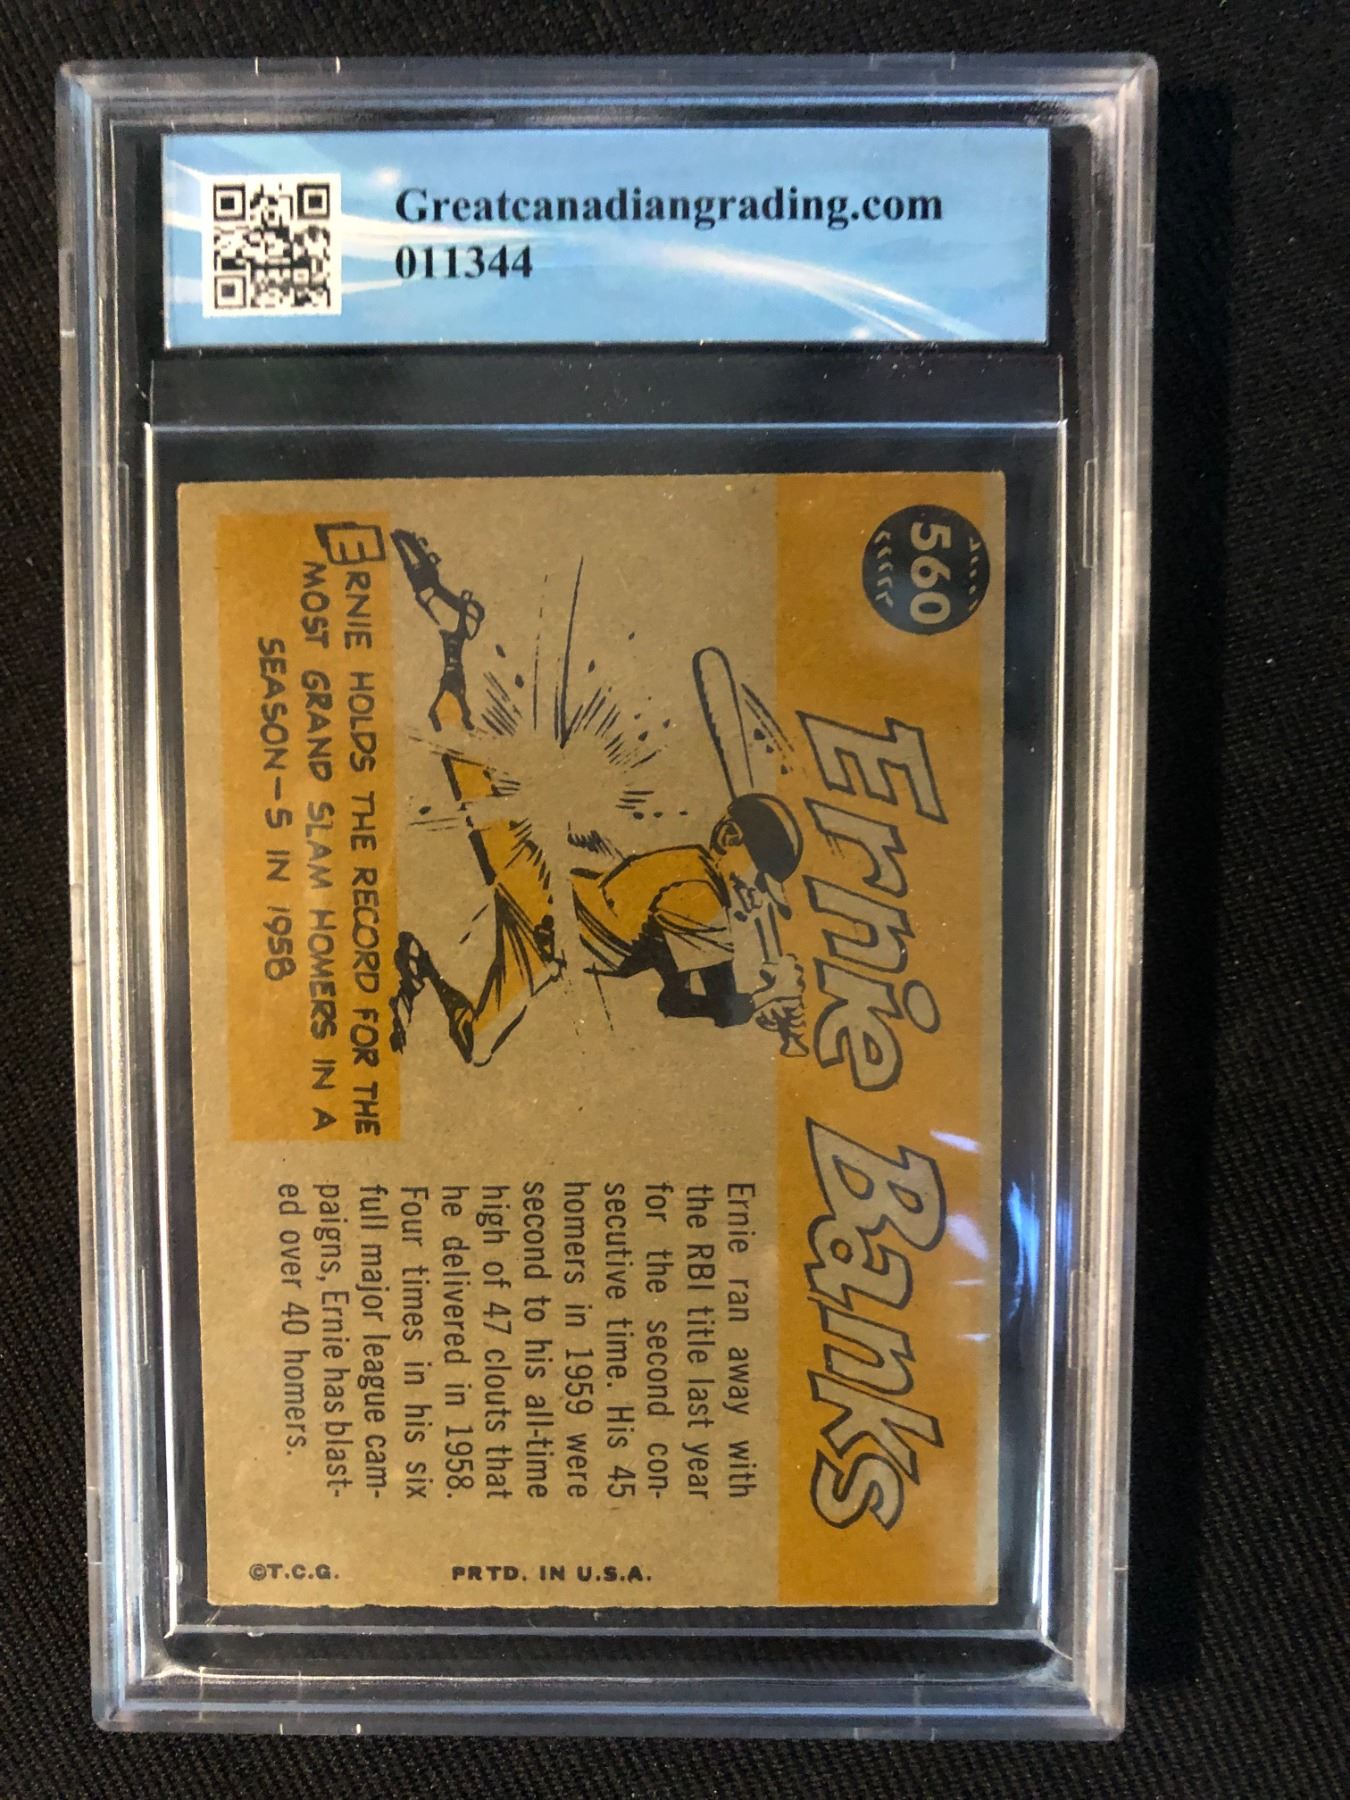 Greatcanadiangrading.com
011344
560
Ernie Banks
ERNIE HOLDS THE RECORD FOR THE
MOST GRAND SLAM HOMERS IN A
SEASON-5 IN 1958
Ernie ran away with
the RBI title last year
for the second con-
secutive time. His 45
homers in 1959 were
second to his all-time
high of 47 clouts that
he delivered in 1958.
Four times in his six
full major league cam-
paigns, Ernie has blast-
ed over 40 homers.
©T.C.G.
PRTD. IN U.S.A.